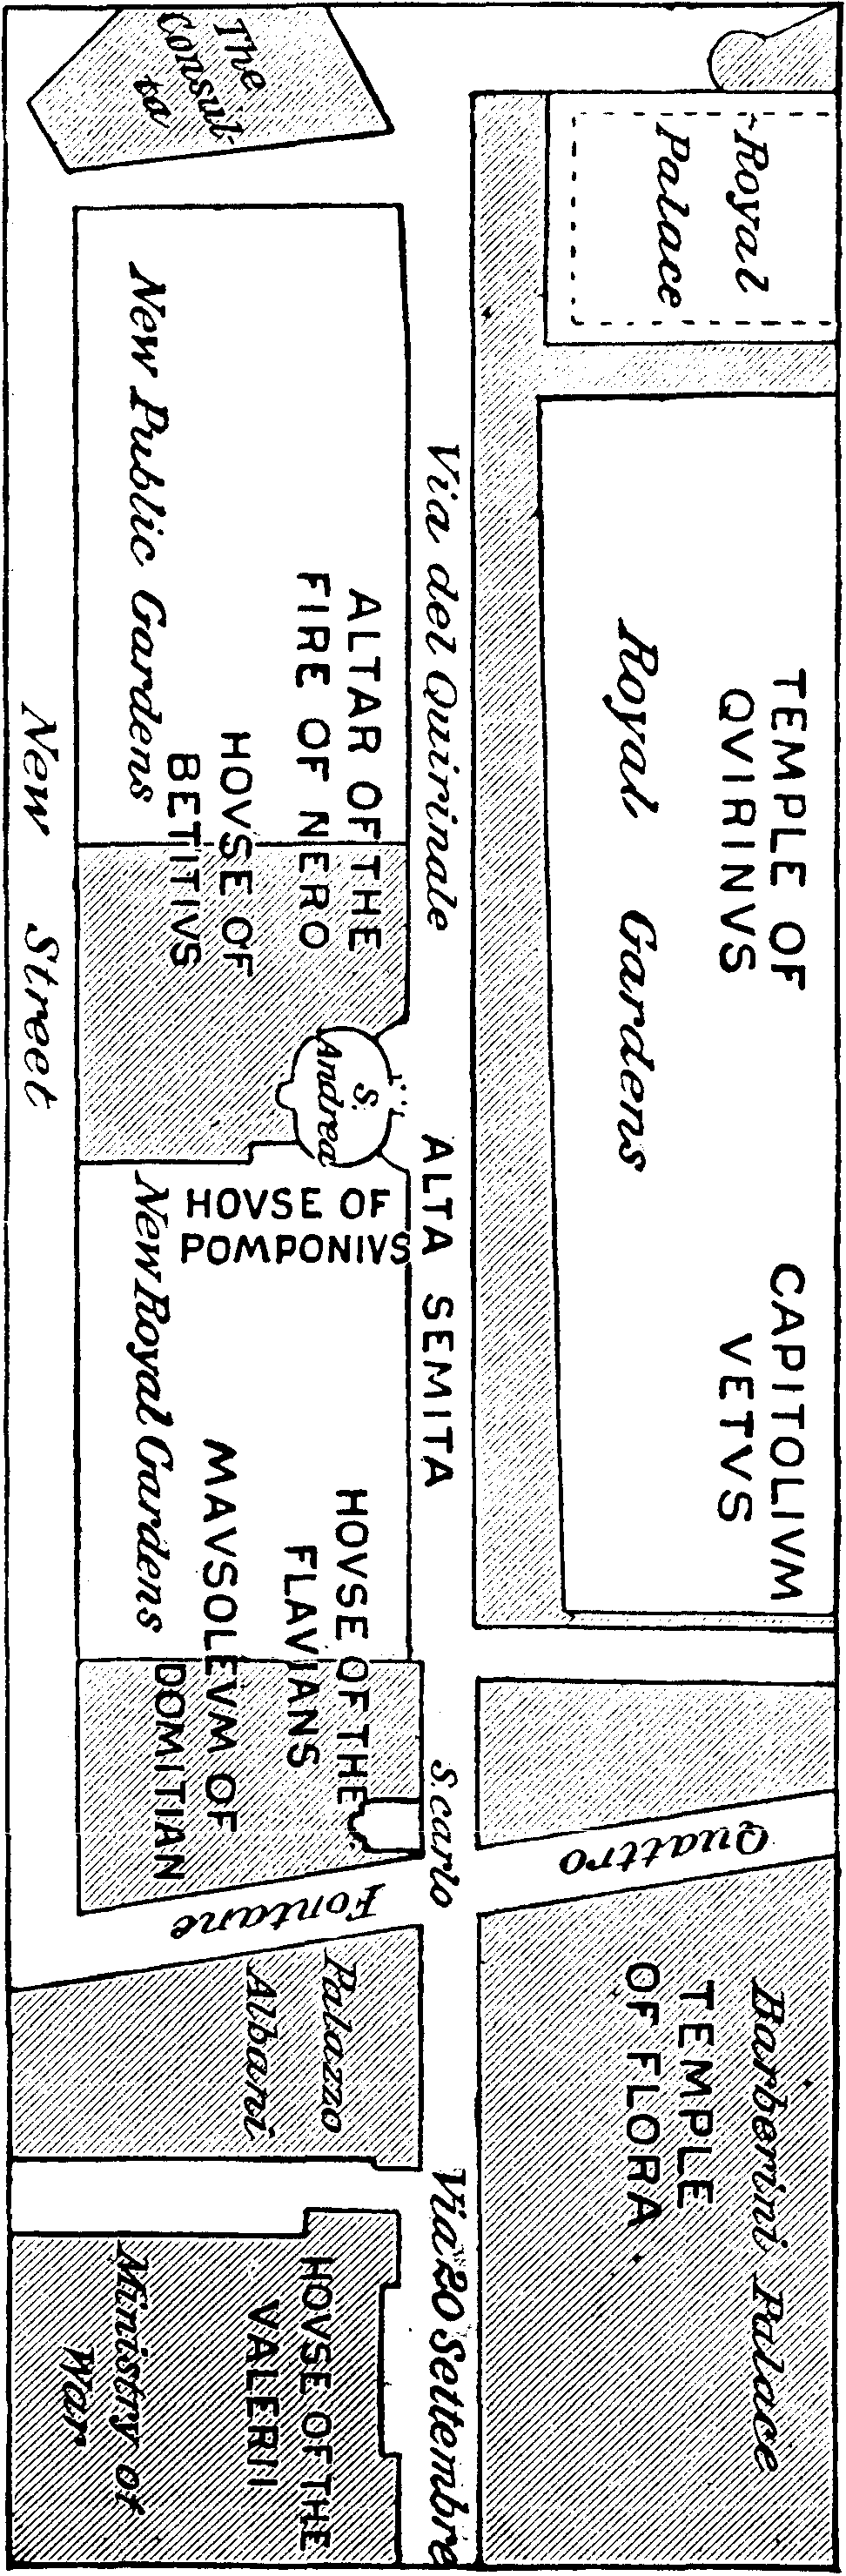 The
Consul-
ta
Royal
Palace
New Public Gardens
Via del Quirinale
ALTAR OF THE
FIRE OF NERO
HOVSE OF
BETITIVS
TEMPLE OF
QVIRINVS
Royal Gardens
New Street
S.
Andrea
ALTA SEMITA
HOVSE OF
POMPONIVS
New Royal Gardens
CAPITOLIVM
VETVS
HOVSE OF THE
FLAVIANS
MAVSOLEVM OF
DOMITIAN
S. Carlo
Quattro
Fontane
Palazzo
Albani
Barberini Palace
TEMPLE
OF FLORA
Via 20 Settembre
HOVSE OF THE
VALERII
Ministry of
War